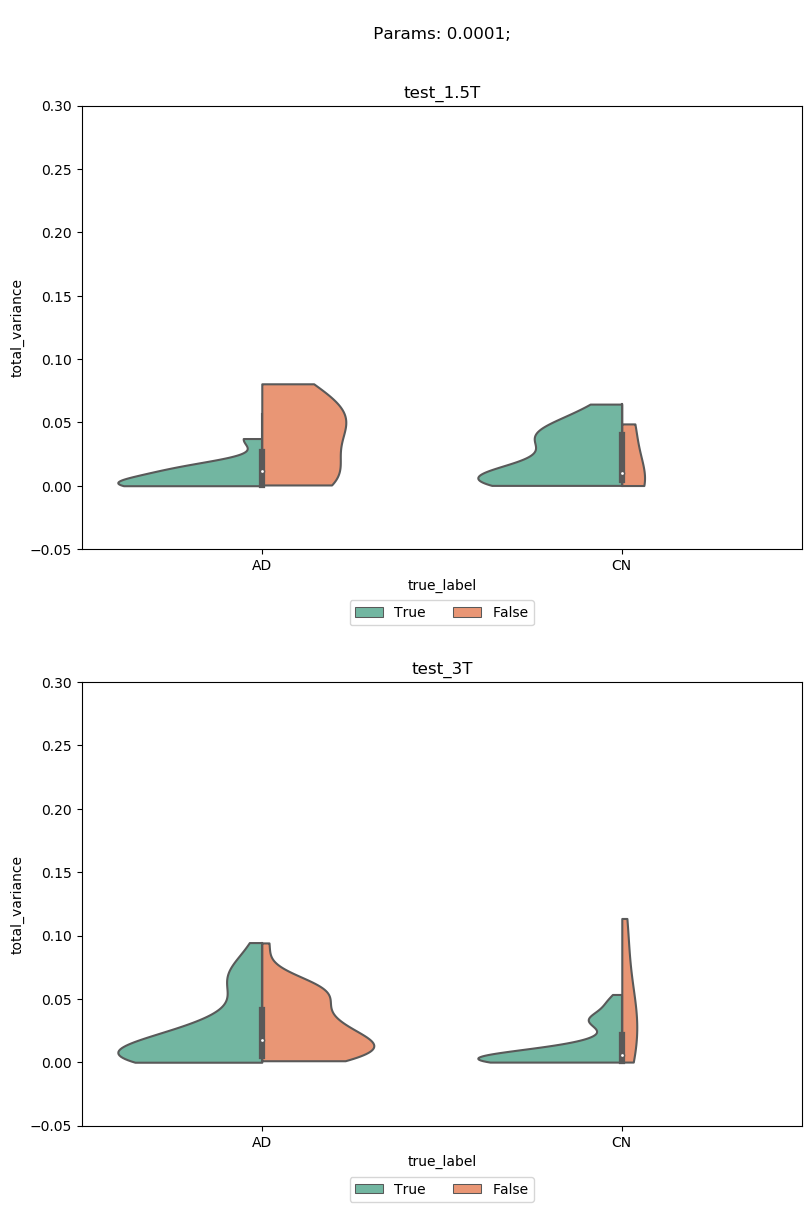 Params: 0.0001;
test_1.5T
0.30
0.25
0.20
0.15
0.10
0.05
0.00
−0.05
total_variance
AD
CN
true_label
True
False
test_3T
0.30
0.25
0.20
0.15
0.10
0.05
0.00
−0.05
total_variance
AD
CN
true_label
True
False